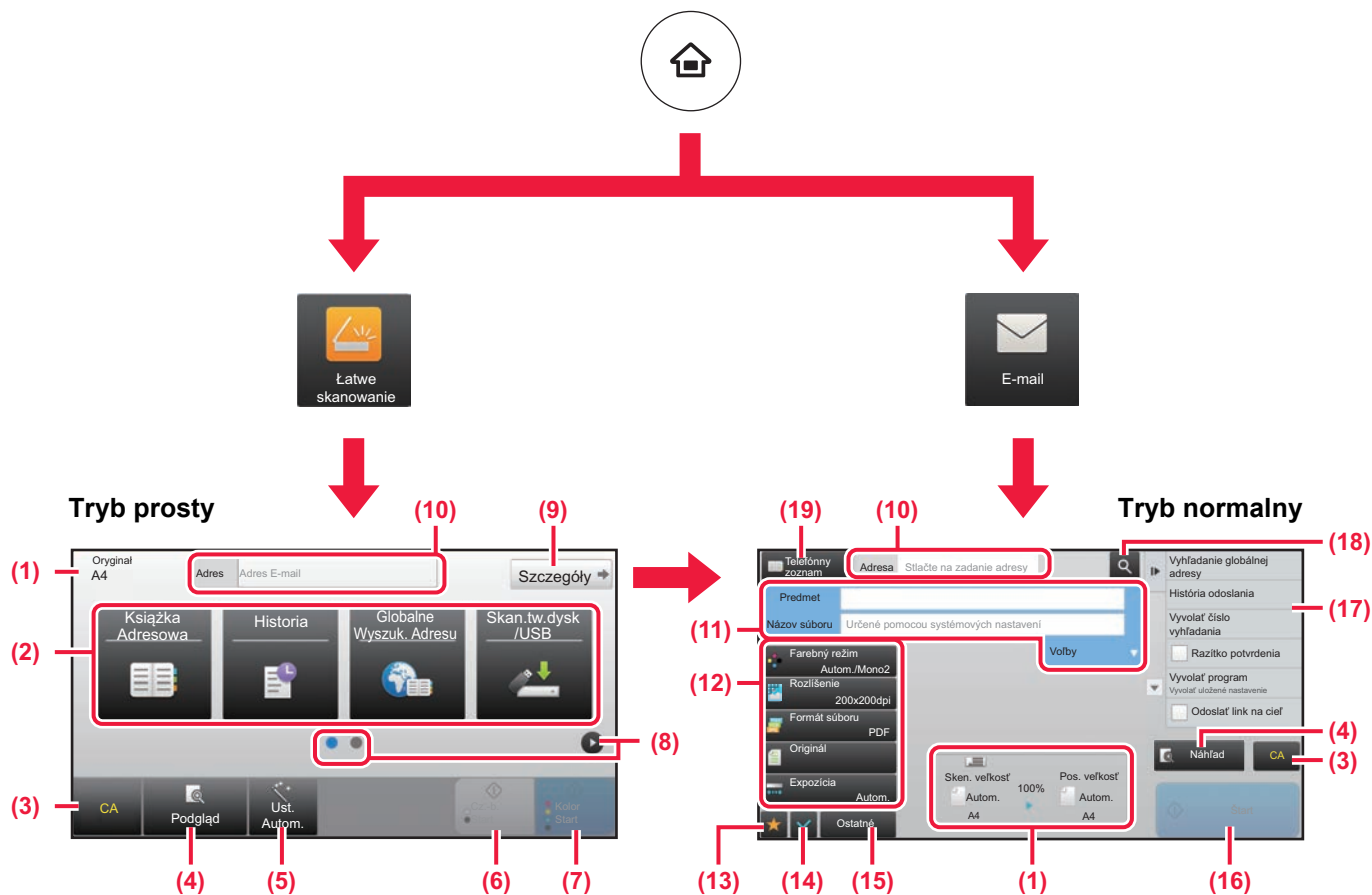 Łatwe
skanowanie
E-mail
Tryb prosty
(10)
(9)
(19)
(10)
Tryb normalny
(18)
(1)
Oryginał
A4
Adres
Adres E-mail
Szczegóły
(2)
Książka
Adresowa
Historia
Globalne
Wyszuk. Adresu
Skan.tw.dysk
/USB
(8)
(3)
CA
Podgląd
Ust.
Autom.
Kolor
Start
(4)
(5)
(6)
(7)
Telefónny
zoznam
Adresa
Stlačte na zadanie adresy
Predmet
Názov súboru
Určené pomocou systémových nastavení
Voľby
(11)
(12)
Farebný režim
Autom./Mono2
Rozlíšenie
200x200dpi
Formát súboru
PDF
Originál
Expozícia
Autom.
Ostatné
Sken. veľkosť
Autom.
A4
100%
Pos. veľkosť
Autom.
A4
Vyhľadanie globálnej
adresy
História odoslania
(17)
Vyvolať číslo
vyhľadania
Razítko potvrdenia
Vyvolať program
Vyvolať uložené nastavenie
Odoslať link na cieľ
(4)
Náhľad
CA
(3)
Start
(13)
(14)
(15)
(1)
(16)